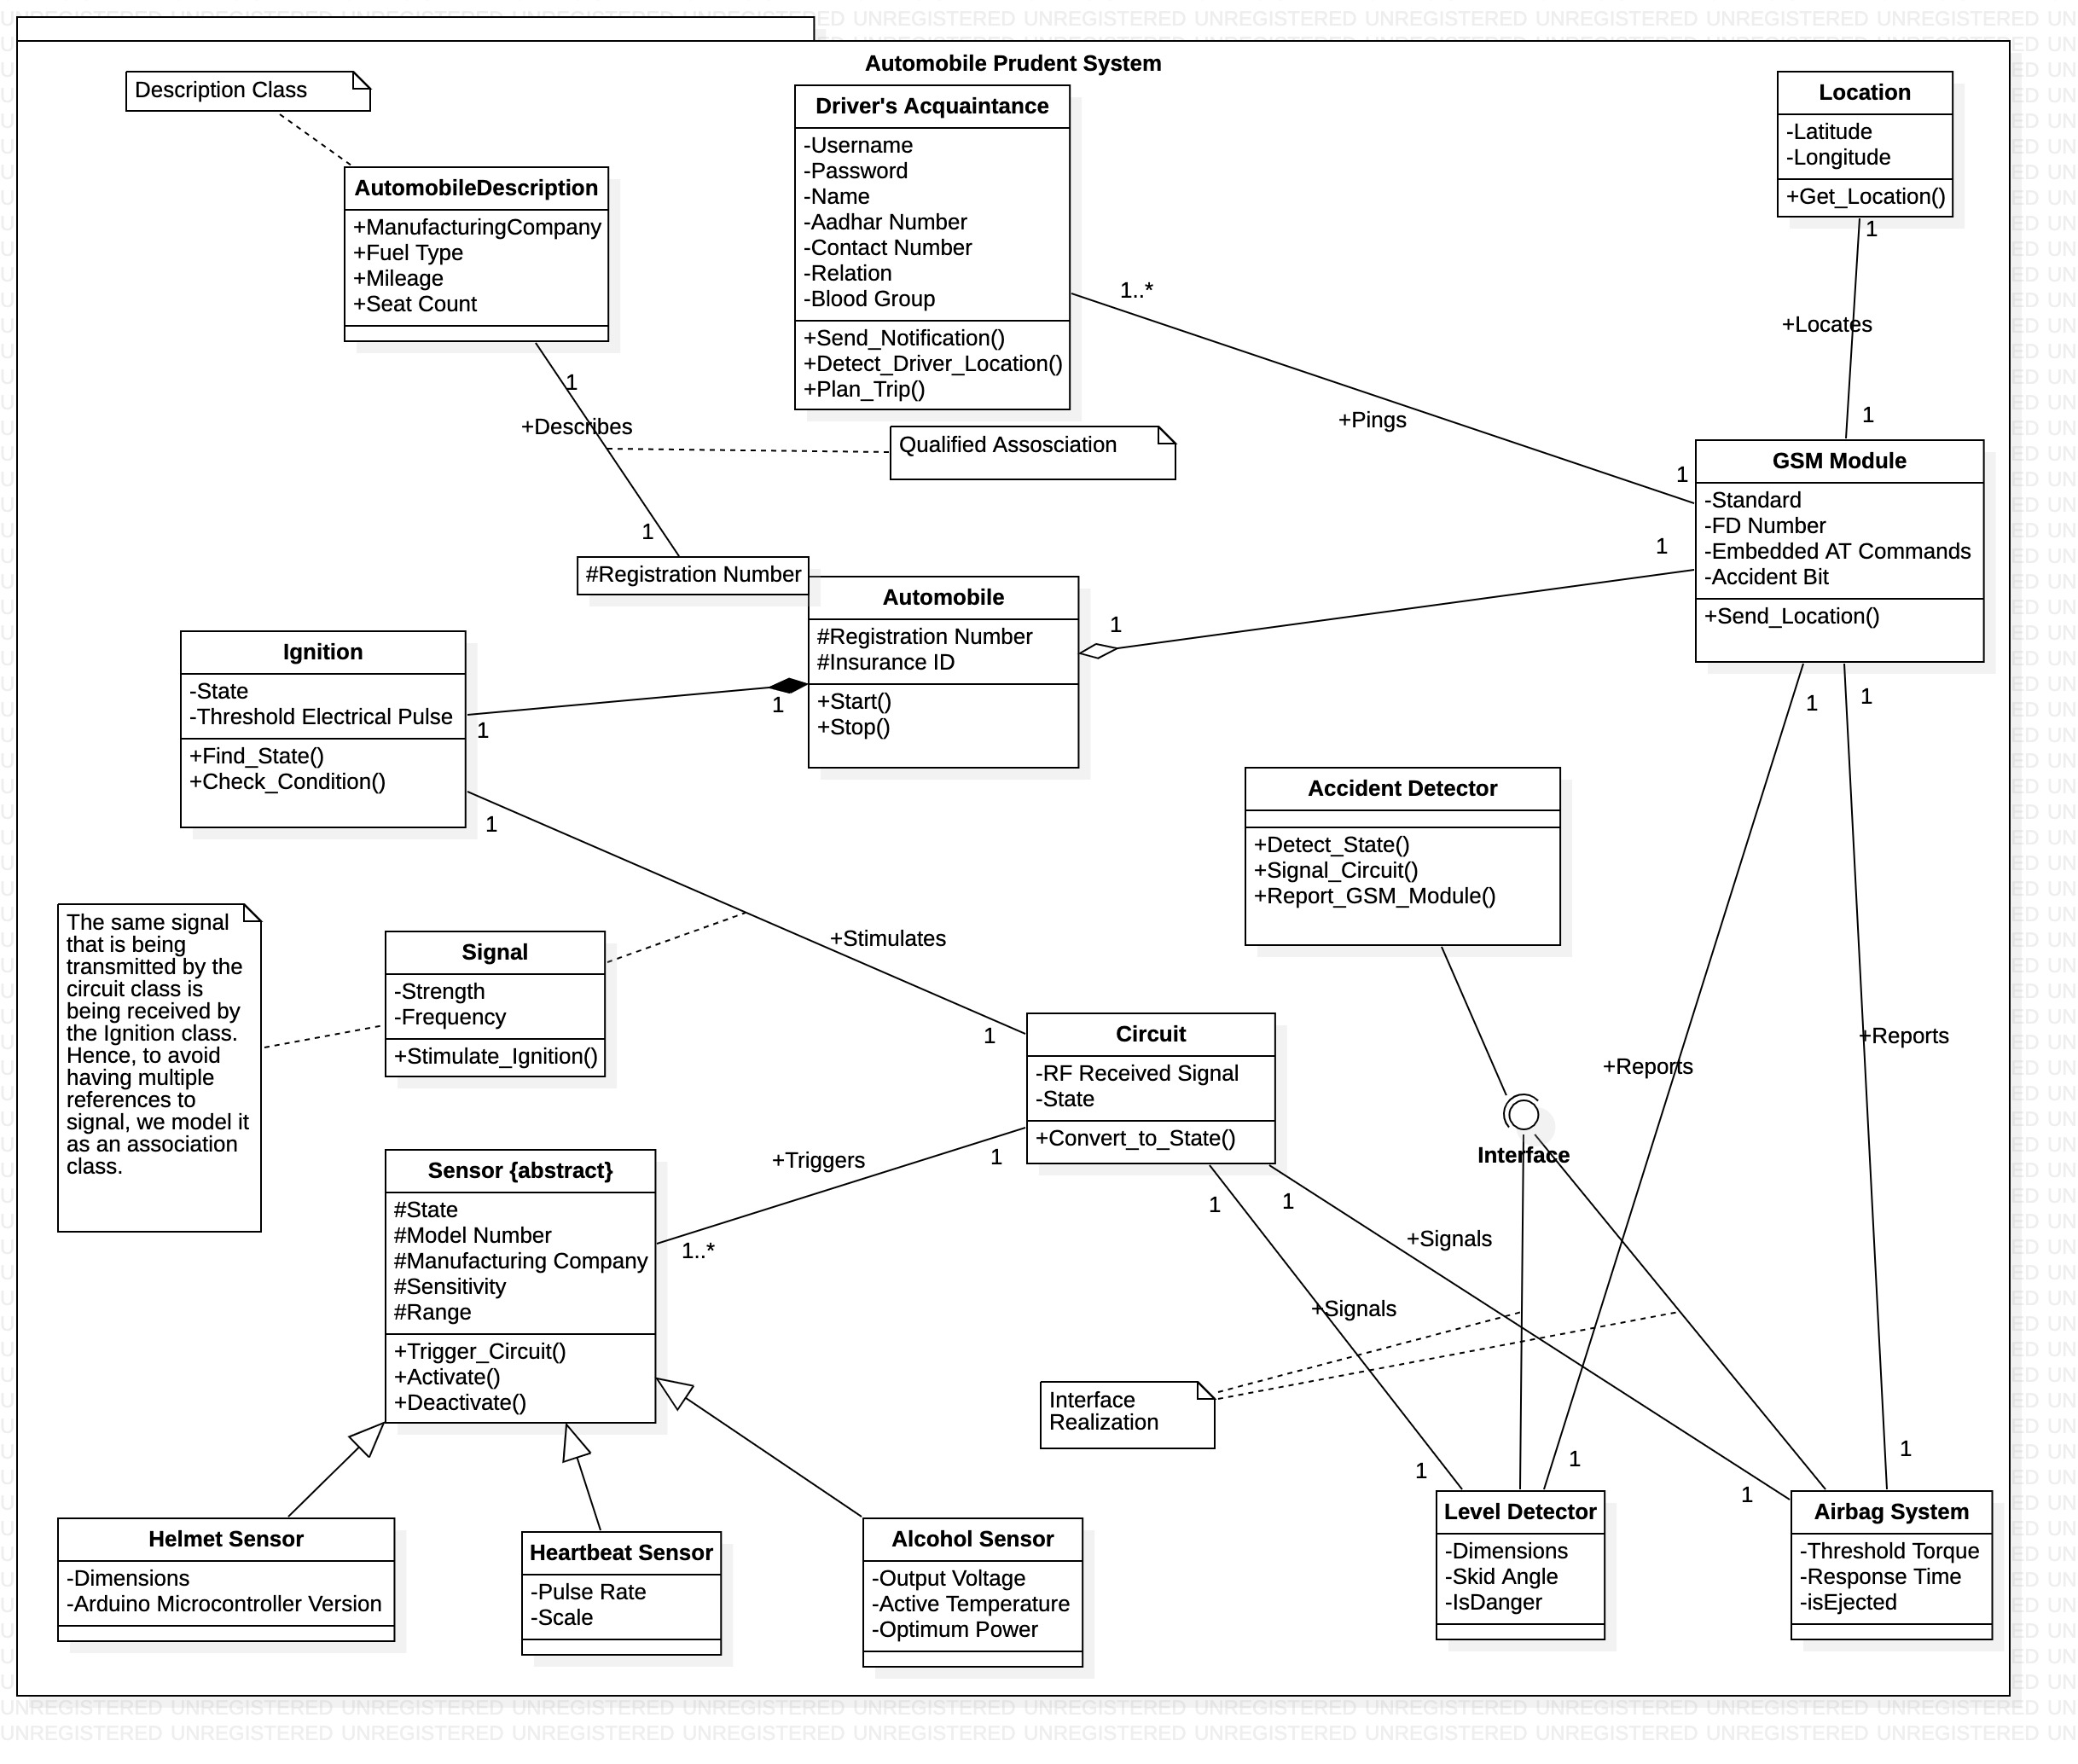 Automobile Prudent System
Description Class
AutomobileDescription
+ManufacturingCompany
+Fuel Type
+Mileage
+Seat Count
Driver's Acquaintance
-Username
-Password
-Name
-Aadhar Number
-Contact Number
-Relation
-Blood Group
+Send_Notification()
+Detect_Driver_Location()
+Plan_Trip()
Location
-Latitude
-Longitude
+Get_Location()
1
+Locates
1
1..*
+Pings
1
1
+Describes
1
Qualified Assosciation
GSM Module
-Standard
-FD Number
-Embedded AT Commands
-Accident Bit
+Send_Location()
1
1
#Registration Number
Automobile
#Registration Number
#Insurance ID
+Start()
+Stop()
Ignition
-State
-Threshold Electrical Pulse
+Find_State()
+Check_Condition()
1
1
1
1
1
Accident Detector
+Detect_State()
+Signal_Circuit()
+Report_GSM_Module()
The same signal
that is being
transmitted by the
circuit class is
being received by
the Ignition class.
Hence, to avoid
having multiple
references to
signal, we model it
as an association
class.
Signal
-Strength
-Frequency
+Stimulate_Ignition()
+Stimulates
1
Circuit
-RF Received Signal
-State
+Convert_to_State()
+Reports
+Reports
Interface
+Triggers
1
1..*
1
1
+Signals
+Signals
Sensor {abstract}
#State
#Model Number
#Manufacturing Company
#Sensitivity
#Range
+Trigger_Circuit()
+Activate()
+Deactivate()
Interface
Realization
1
1
1
1
Helmet Sensor
-Dimensions
-Arduino Microcontroller Version
Heartbeat Sensor
-Pulse Rate
-Scale
Alcohol Sensor
-Output Voltage
-Active Temperature
-Optimum Power
Level Detector
-Dimensions
-Skid Angle
-IsDanger
Airbag System
-Threshold Torque
-Response Time
-isEjected
UNREGISTERED UNREGISTERED UNREGISTERED UNREGISTERED UNREGISTERED UNREGISTERED UNREGISTERED UNREGISTERED UNREGISTERED UNREGISTERED UNREGISTERED UNREGISTERED UN